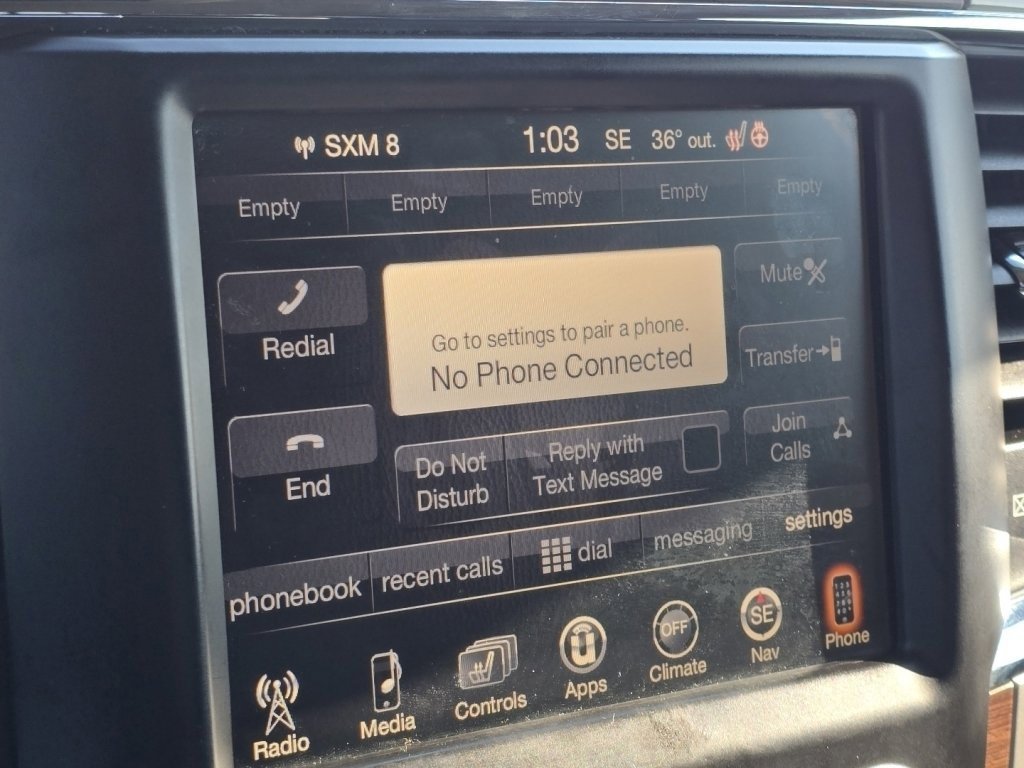 SXM 8 1:03 SE 36° out.
Empty Empty Empty Empty Empty
Redial
Go to settings to pair a phone.
No Phone Connected
Mute
Transfer
End
Do Not
Disturb
Reply with
Text Message
Join
Calls
phonebook recent calls dial messaging settings
Radio Media Controls Apps OFF Climate SE Nav Phone